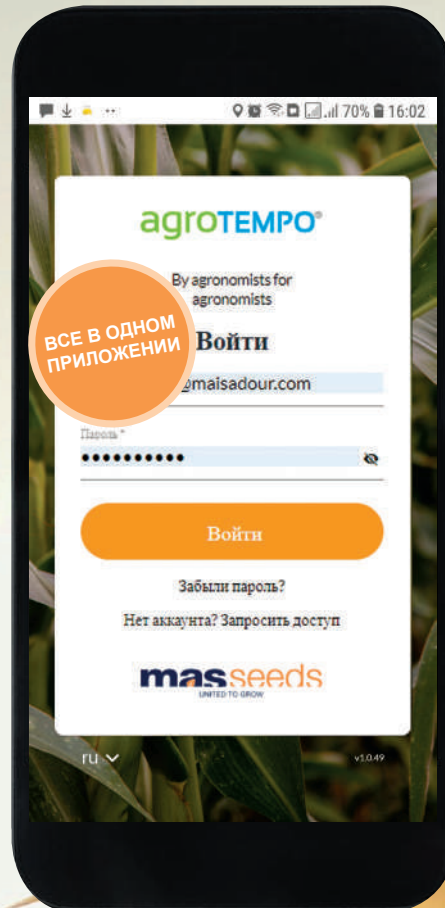 70% 16:02
agroTEMPO®
By agronomists for
agronomists
ВСЕ В ОДНОМ
ПРИЛОЖЕНИИ
Войти
@maisadour.com
Пароль *
••••••••••
Войти
Забыли пароль?
Нет аккаунта? Запросить доступ
masseeds
UNITED TO GROW
ru
v1.0.49